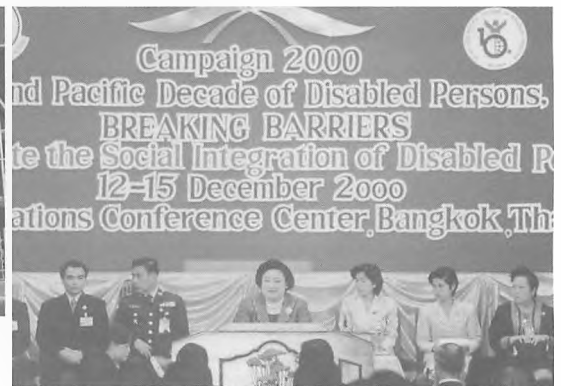 Campaign 2000
nd Pacific Decade of Disabled Persons,
BREAKING BARRIERS
te the Social Integration of Disabled Pe
12-15 December 2000
ations Conference Center, Bangkok, Tha